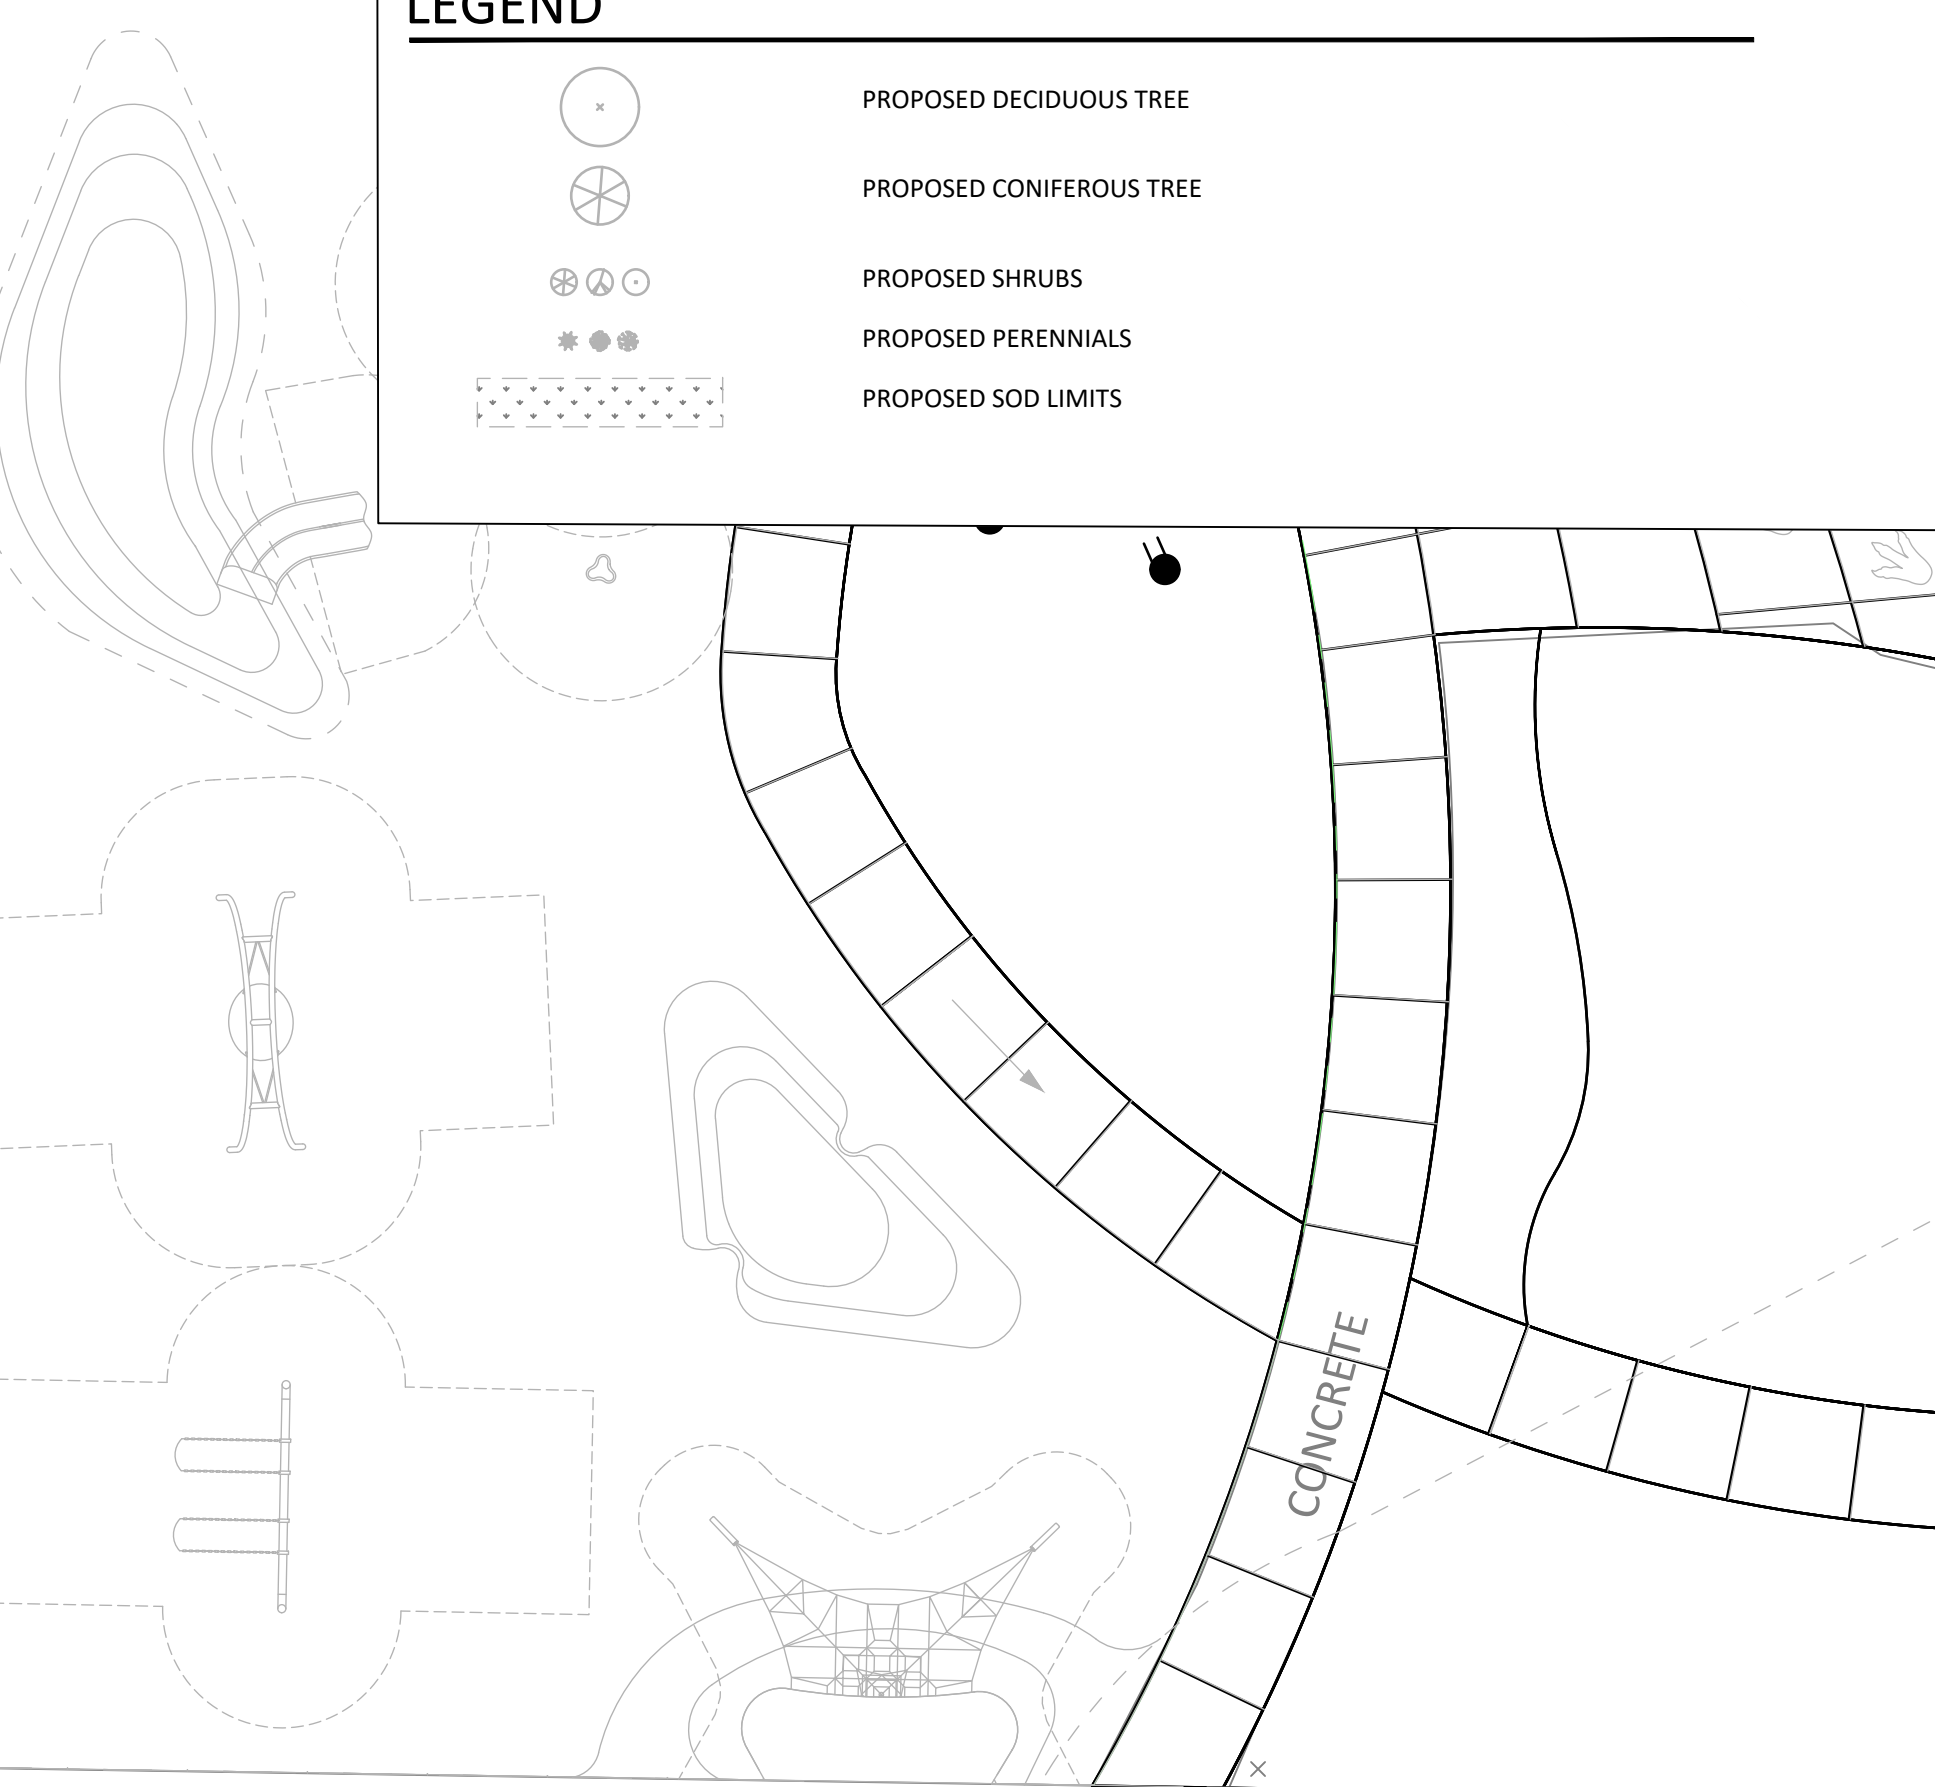 LEGEND
PROPOSED DECIDUOUS TREE
PROPOSED CONIFEROUS TREE
PROPOSED SHRUBS
PROPOSED PERENNIALS
PROPOSED SOD LIMITS
CONCRETE